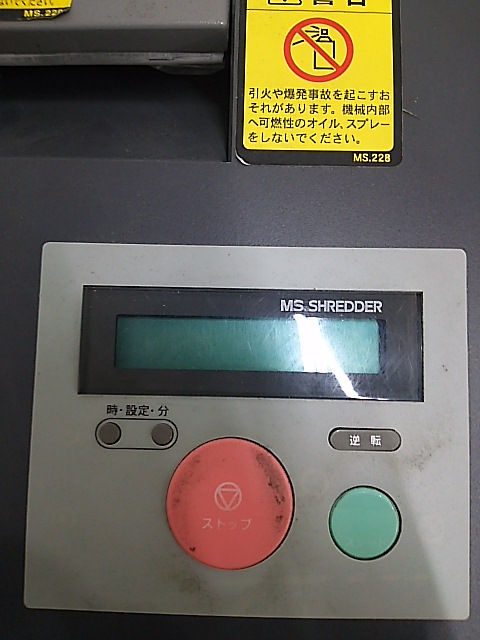 MS.228
警告
引火や爆発事故を起こすお
それがあります。機械内部
へ可燃性のオイル、スプレー
をしないでください。
MS.228
MS.SHREDDER
時・設定・分
逆転
ストップ